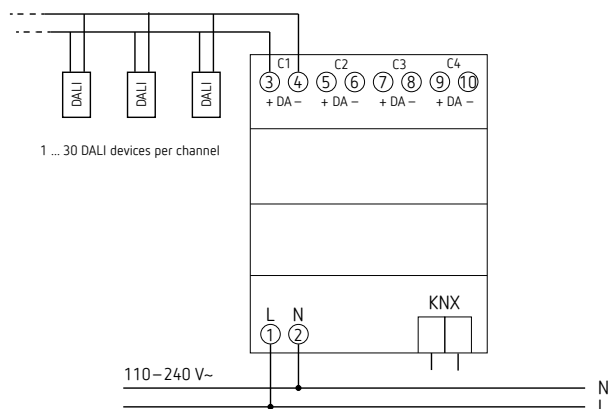 C1 C2 C3 C4
3 4 5 6 7 8 9 10
+ DA − + DA − + DA − + DA −
DALI DALI DALI
1 ... 30 DALI devices per channel
KNX
L N
1 2
110−240 V~
N
L